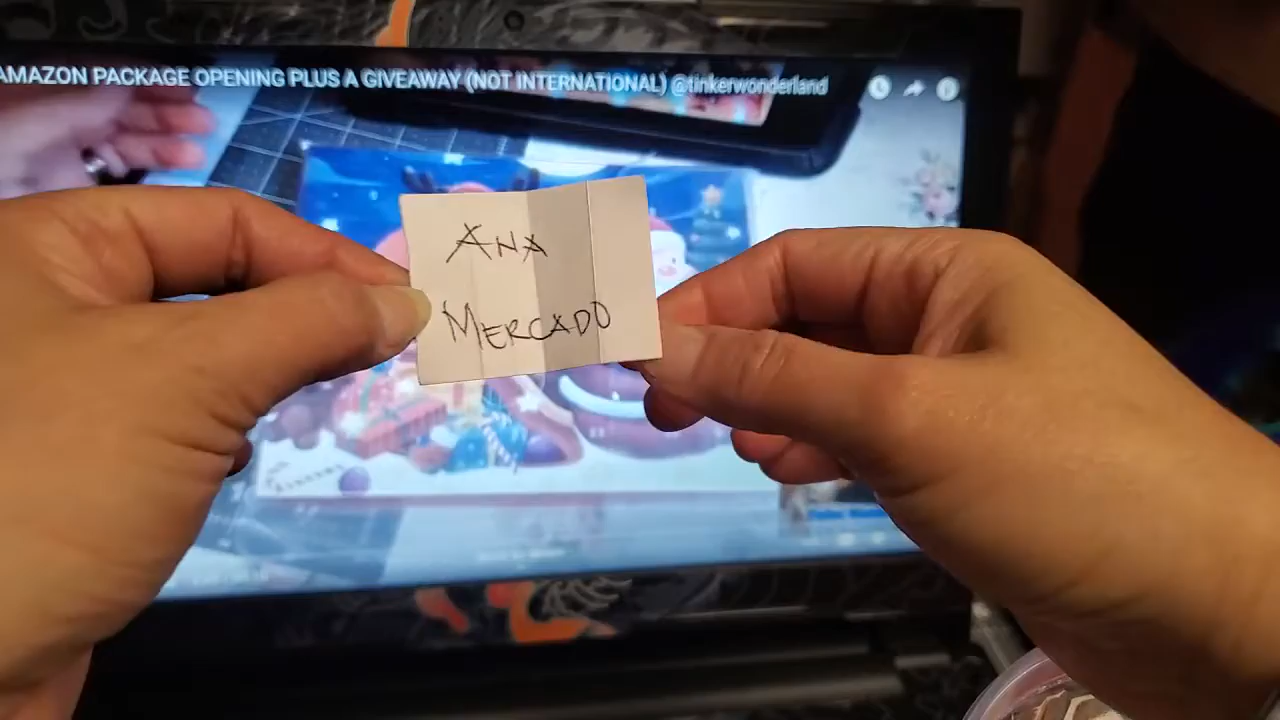 AMAZON PACKAGE OPENING PLUS A GIVEAWAY (NOT INTERNATIONAL) @tinkerwonderland
ANA
MERCADO